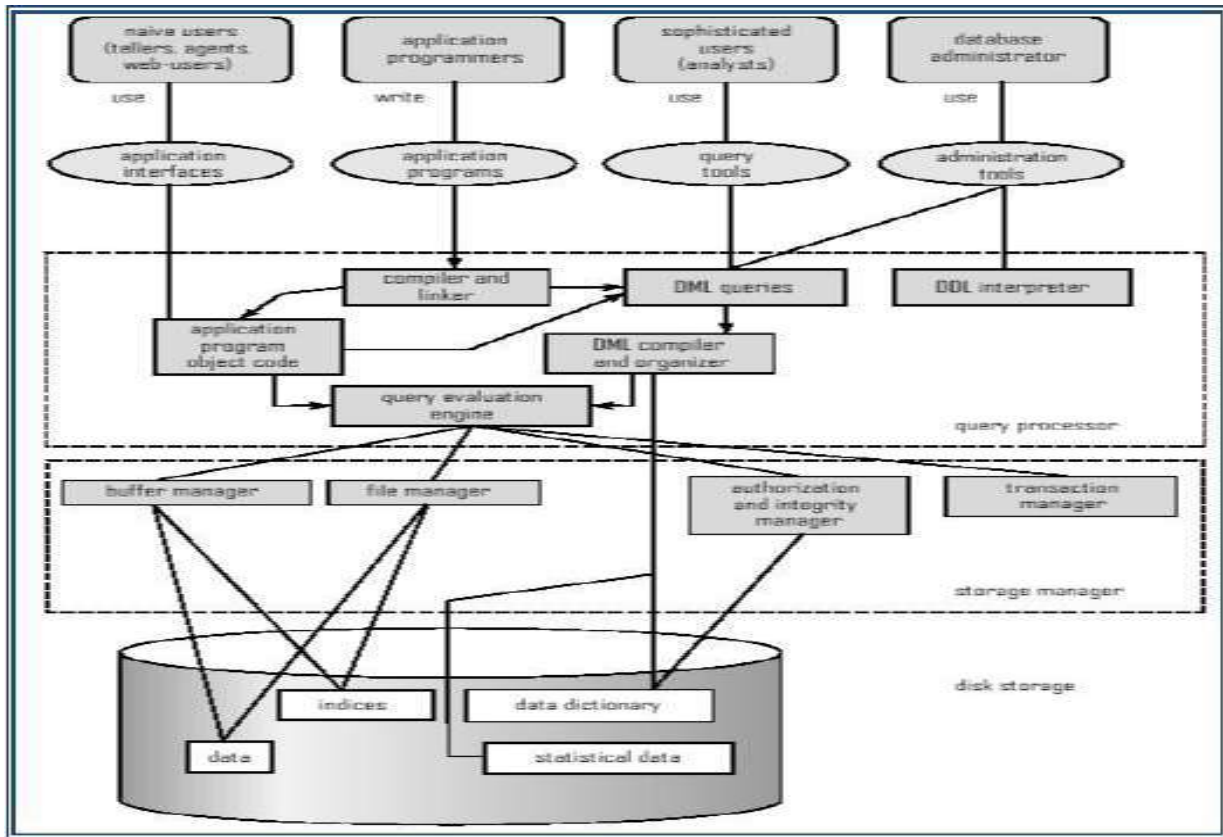 naive users
(tellers, agents,
web-users)
application
programmers
sophisticated
users
(analysts)
database
administrator
use
write
use
use
application
interfaces
application
programs
query
tools
administration
tools
compiler and
linker
DML queries
DDL interpreter
application
program
object code
DML compiler
and organizer
query evaluation
engine
query processor
buffer manager
file manager
authorization
and integrity
manager
transaction
manager
storage manager
disk storage
indices
data dictionary
data
statistical data